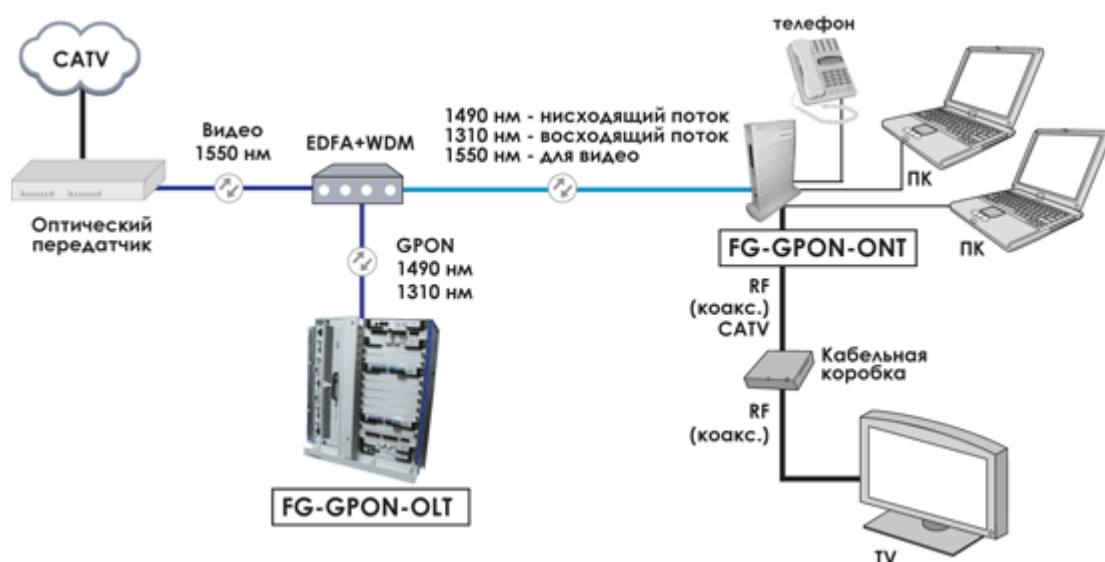 CATV
Видео
1550 нм
EDFA+WDM
Оптический
передатчик
GPON
1490 нм
1310 нм
FG-GPON-OLT
1490 нм - нисходящий поток
1310 нм - восходящий поток
1550 нм - для видео
телефон
ПК
ПК
FG-GPON-ONT
RF
(коакс.)
CATV
Кабельная
коробка
RF
(коакс.)
TV